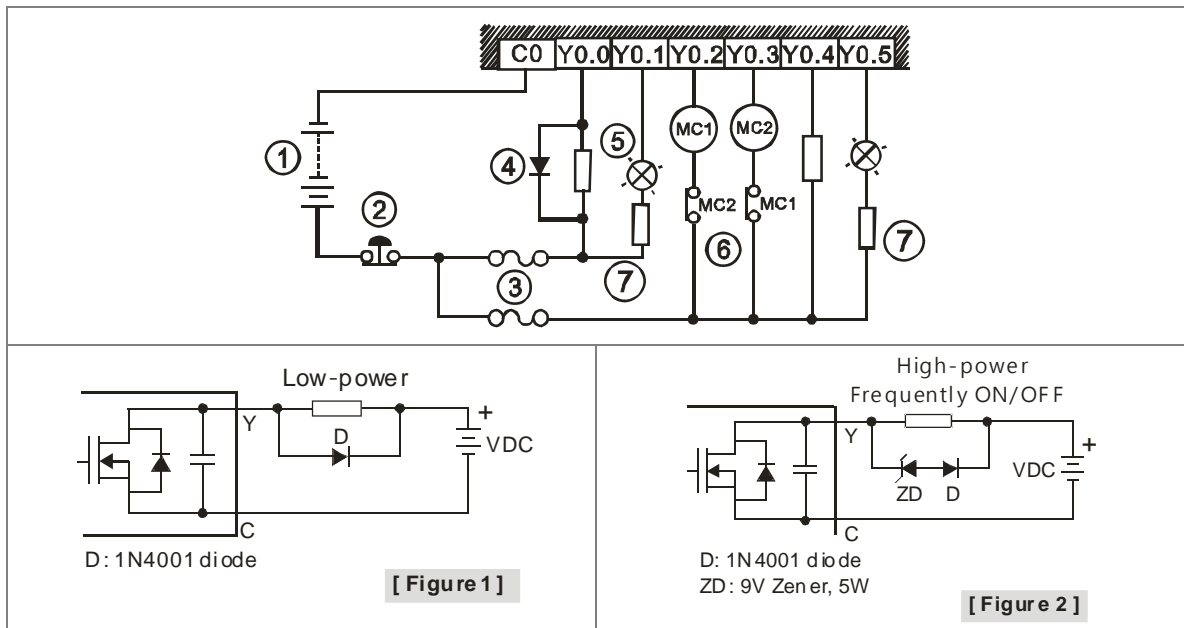 C0 Y0.0 Y0.1 Y0.2 Y0.3 Y0.4 Y0.5
MC1 MC2
① ④ ⑤
② MC2 MC1
⑥
③ ⑦ ⑦
Low-power
Y
D
+
VDC
C
D: 1N4001 diode
[ Figure 1 ]
High-power
Frequently ON/OFF
Y
+
VDC
ZD D
C
D: 1N4001 diode
ZD: 9V Zener, 5W
[ Figure 2 ]